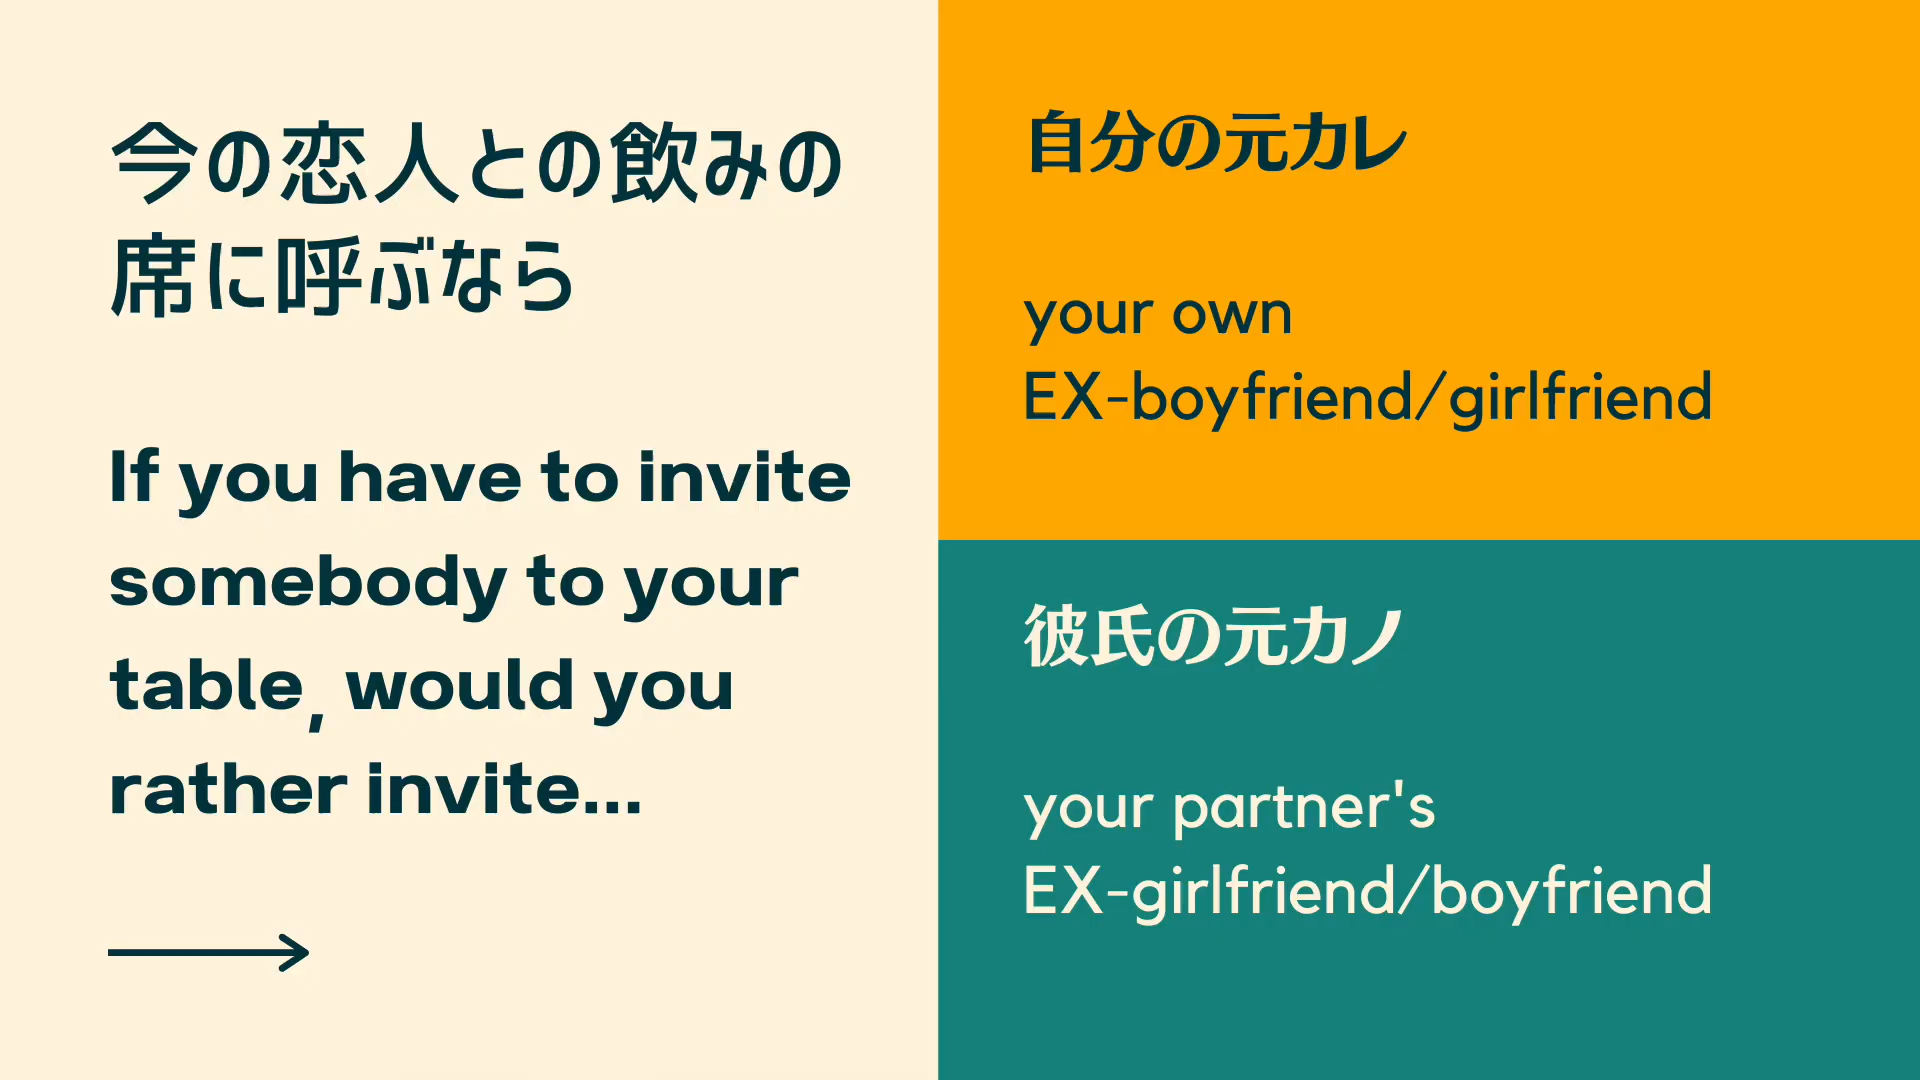 今の恋人との飲みの
席に呼ぶなら
If you have to invite
somebody to your
table, would you
rather invite...
自分の元カレ
your own
EX-boyfriend/girlfriend
彼氏の元カノ
your partner's
EX-girlfriend/boyfriend